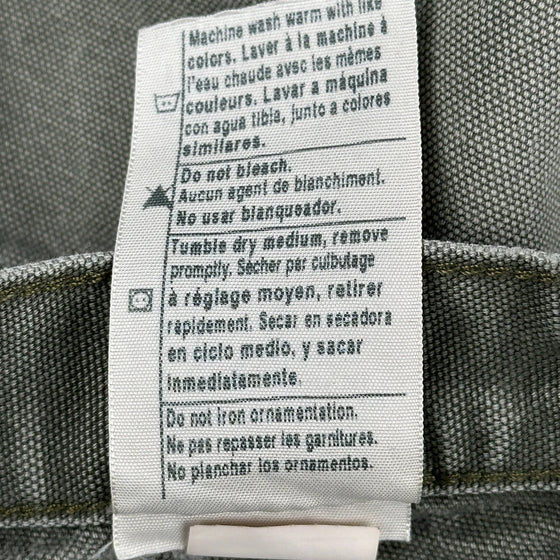 Machine wash warm with like
colors. Laver à la machine à
l'eau chaude avec les mêmes
couleurs. Lavar a máquina
con agua tibia, junto a colores
similares.
Do not bleach.
Aucun agent de blanchiment.
No usar blanqueador.
Tumble dry medium, remove
promptly. Sécher par culbutage
à réglage moyen, retirer
rapidement. Secar en secadora
en ciclo medio, y sacar
inmediatamente.
Do not iron ornamentation.
Ne pas repasser les garnitures.
No planchar los ornamentos.